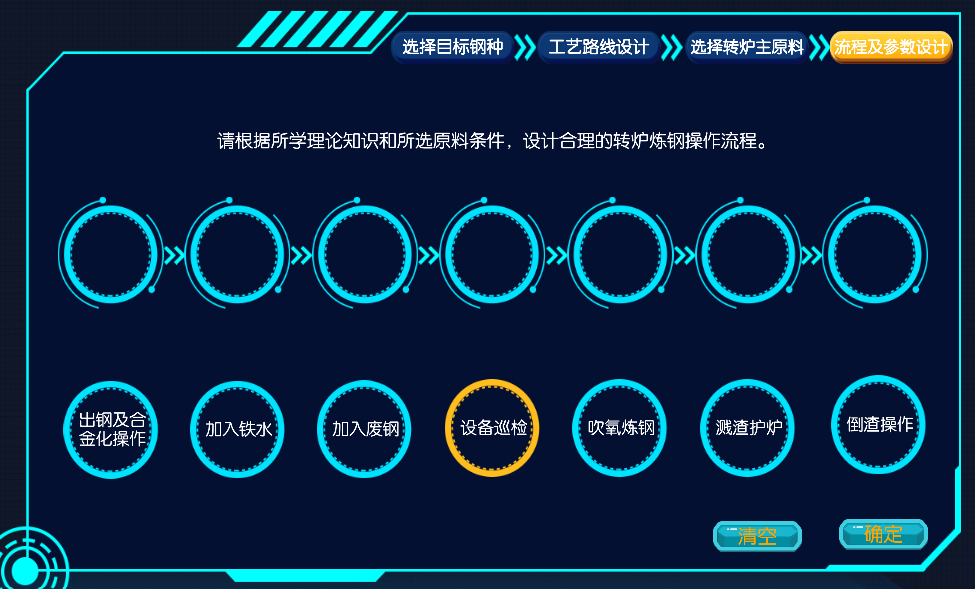 选择目标钢种
工艺路线设计
选择转炉主原料
流程及参数设计
请根据所学理论知识和所选原料条件，设计合理的转炉炼钢操作流程。
出钢及合
金化操作
加入铁水
加入废钢
设备巡检
吹氧炼钢
溅渣护炉
倒渣操作
清空
确定